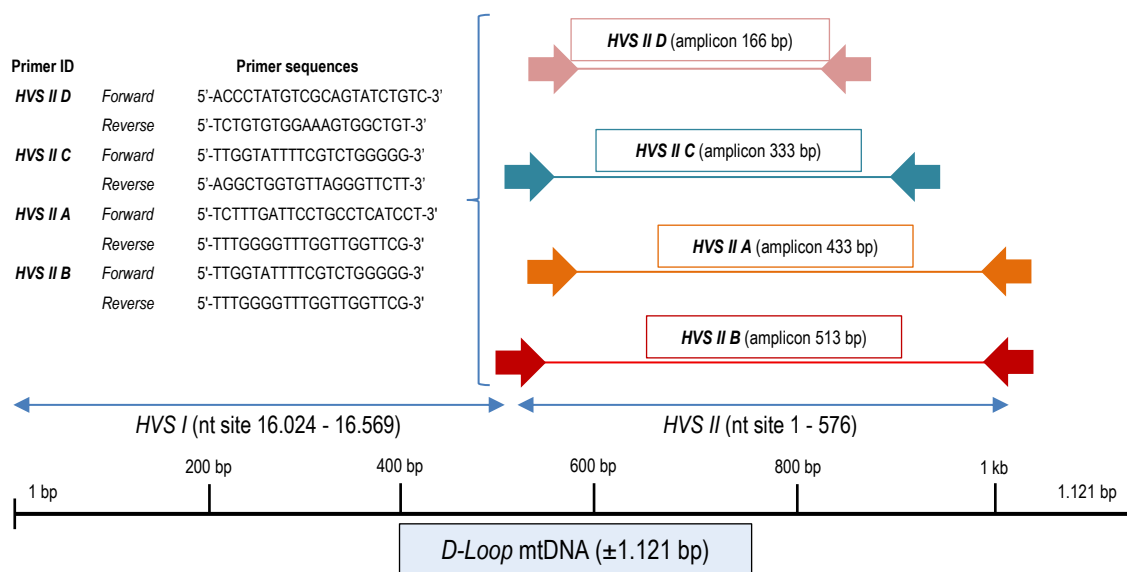 Primer ID Primer sequences
HVS II D Forward 5'-ACCCTATGTCGCAGTATCTGTC-3'
Reverse 5'-TCTGTGTGGAAAGTGGCTGT-3'
HVS II C Forward 5'-TTGGTATTTTCGTCTGGGGG-3'
Reverse 5'-AGGCTGGTGTTAGGGTTCTT-3'
HVS II A Forward 5'-TCTTTGATTCCTGCCTCATCCT-3'
Reverse 5'-TTTGGGGTTTGGTTGGTTCG-3'
HVS II B Forward 5'-TTGGTATTTTCGTCTGGGGG-3'
Reverse 5'-TTTGGGGTTTGGTTGGTTCG-3'
HVS II D (amplicon 166 bp)
HVS II C (amplicon 333 bp)
HVS II A (amplicon 433 bp)
HVS II B (amplicon 513 bp)
HVS I (nt site 16.024 - 16.569) HVS II (nt site 1 - 576)
1 bp 200 bp 400 bp 600 bp 800 bp 1 kb 1.121 bp
D-Loop mtDNA (±1.121 bp)